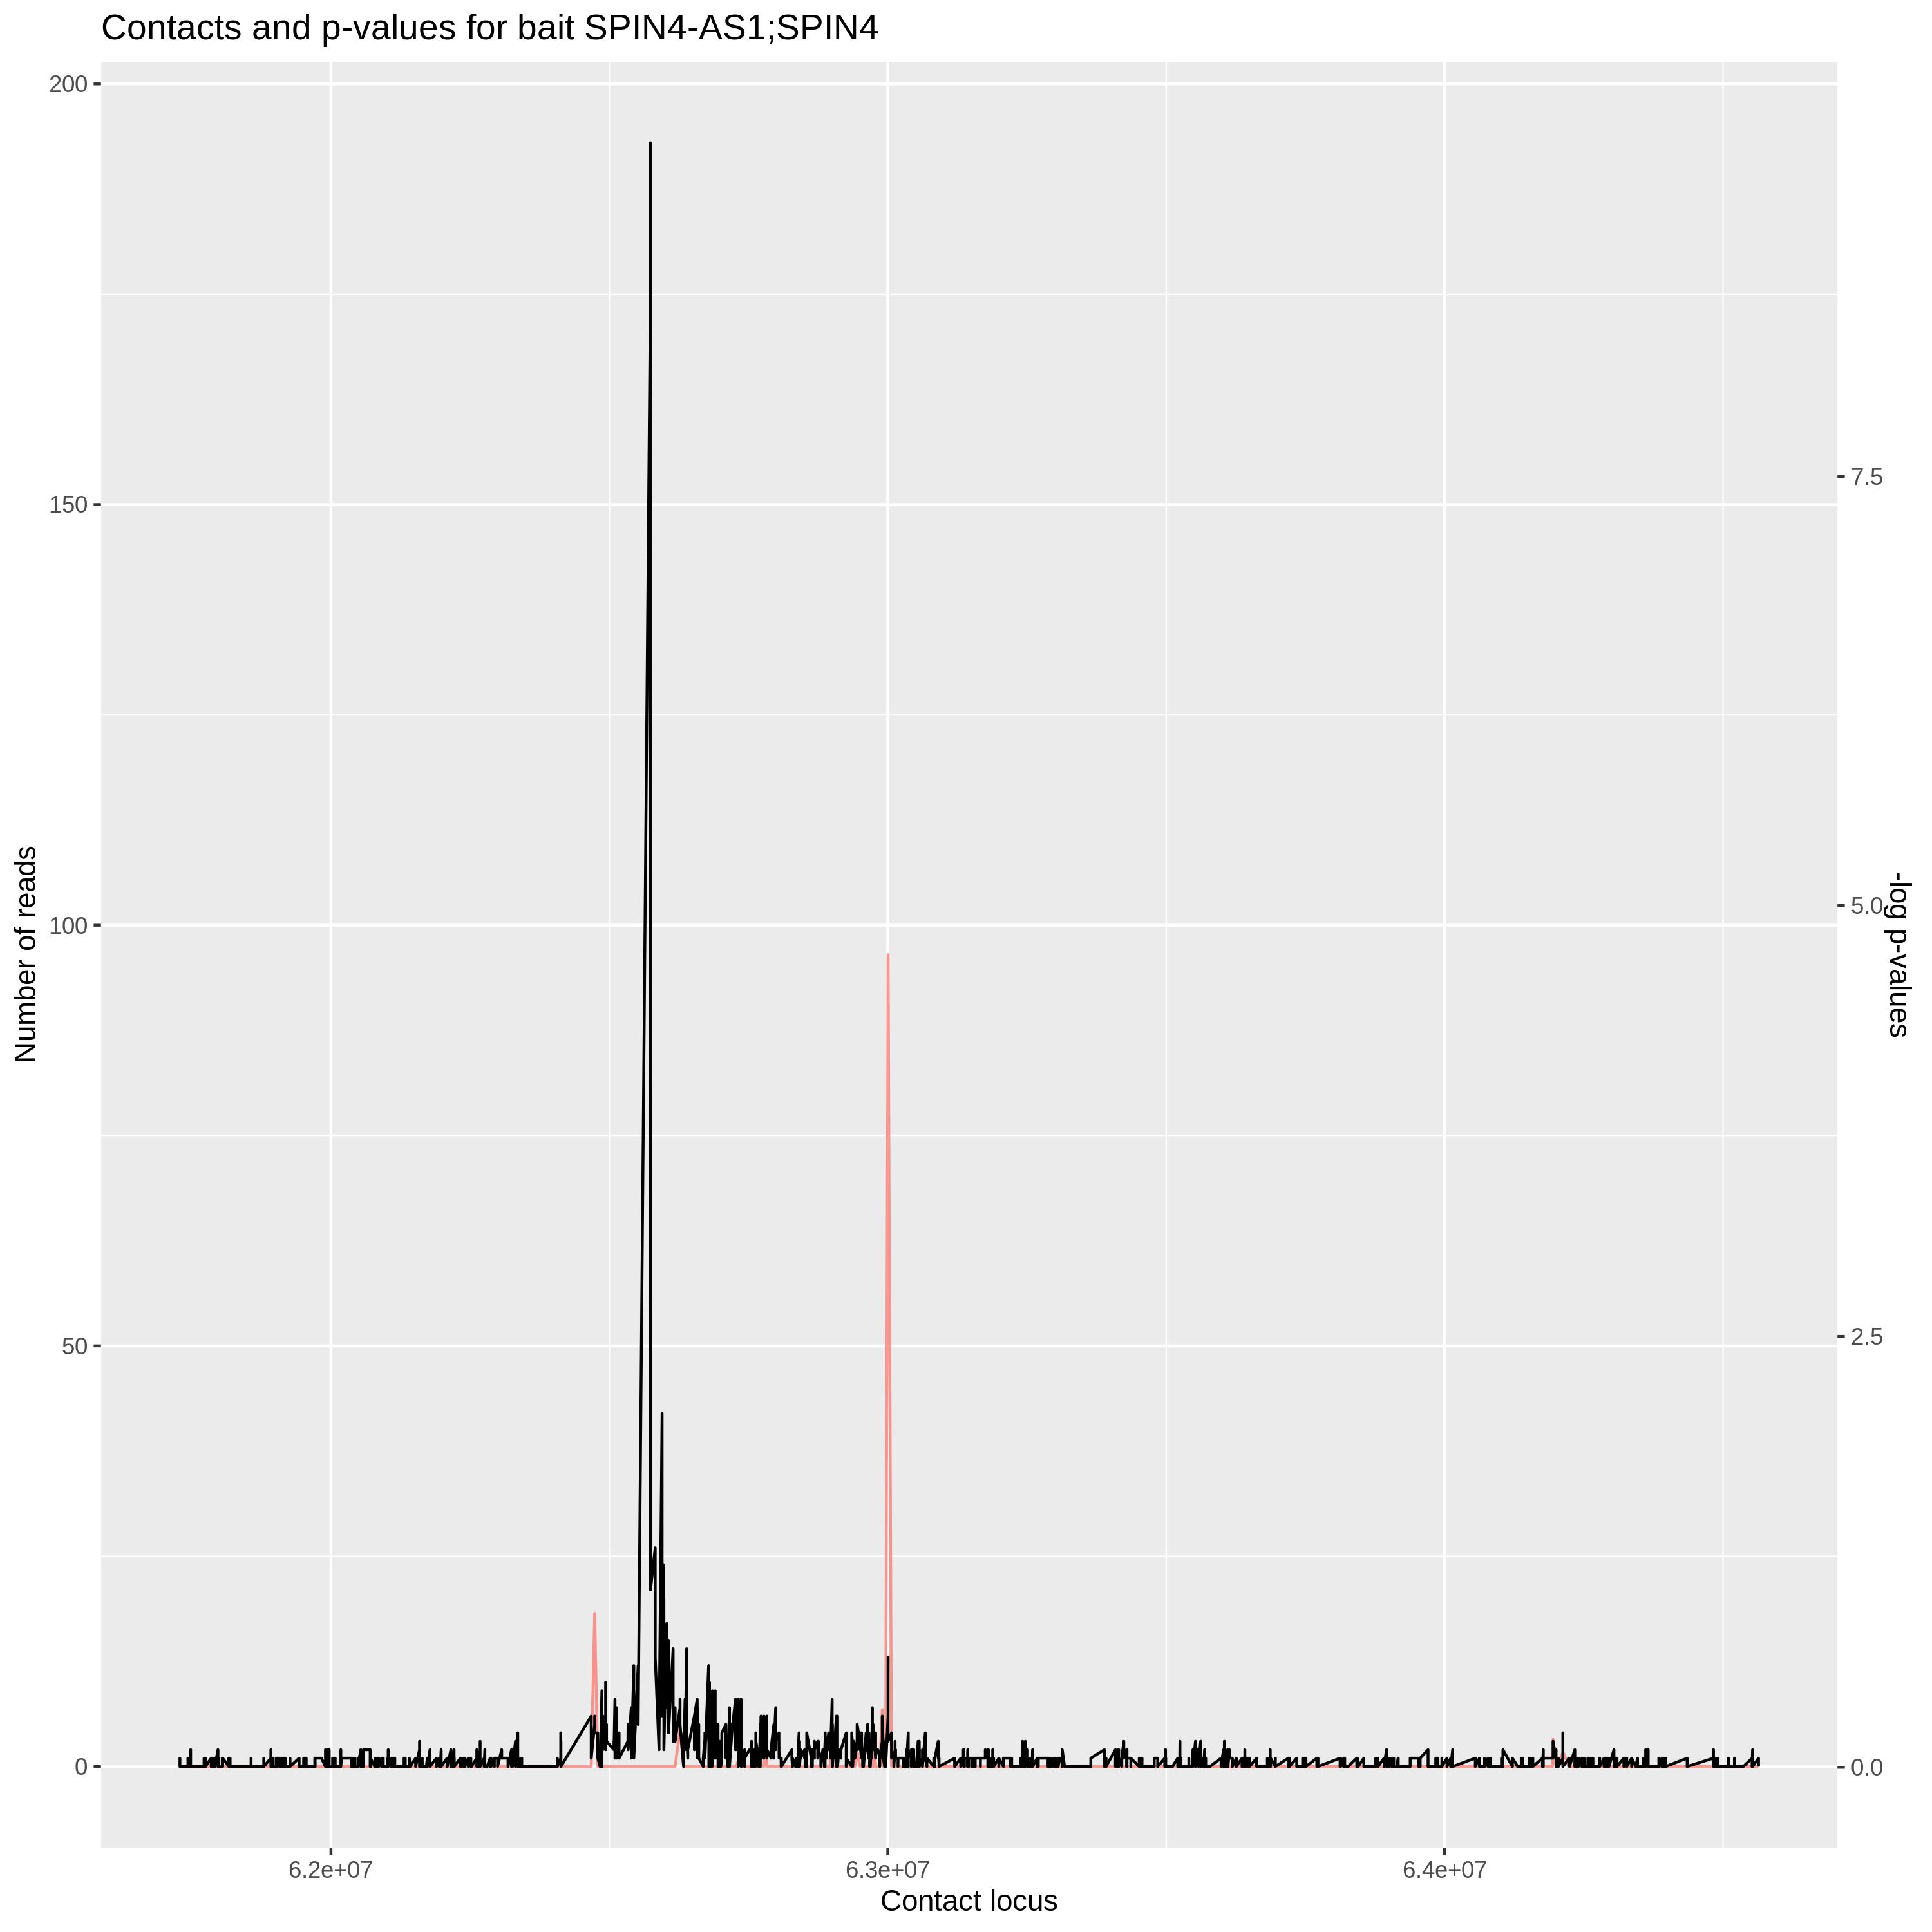 Contacts and p-values for bait SPIN4-AS1;SPIN4
200
150
100
50
0
Number of reads
7.5
5.0
2.5
0.0
-log p-values
6.2e+07
6.3e+07
6.4e+07
Contact locus